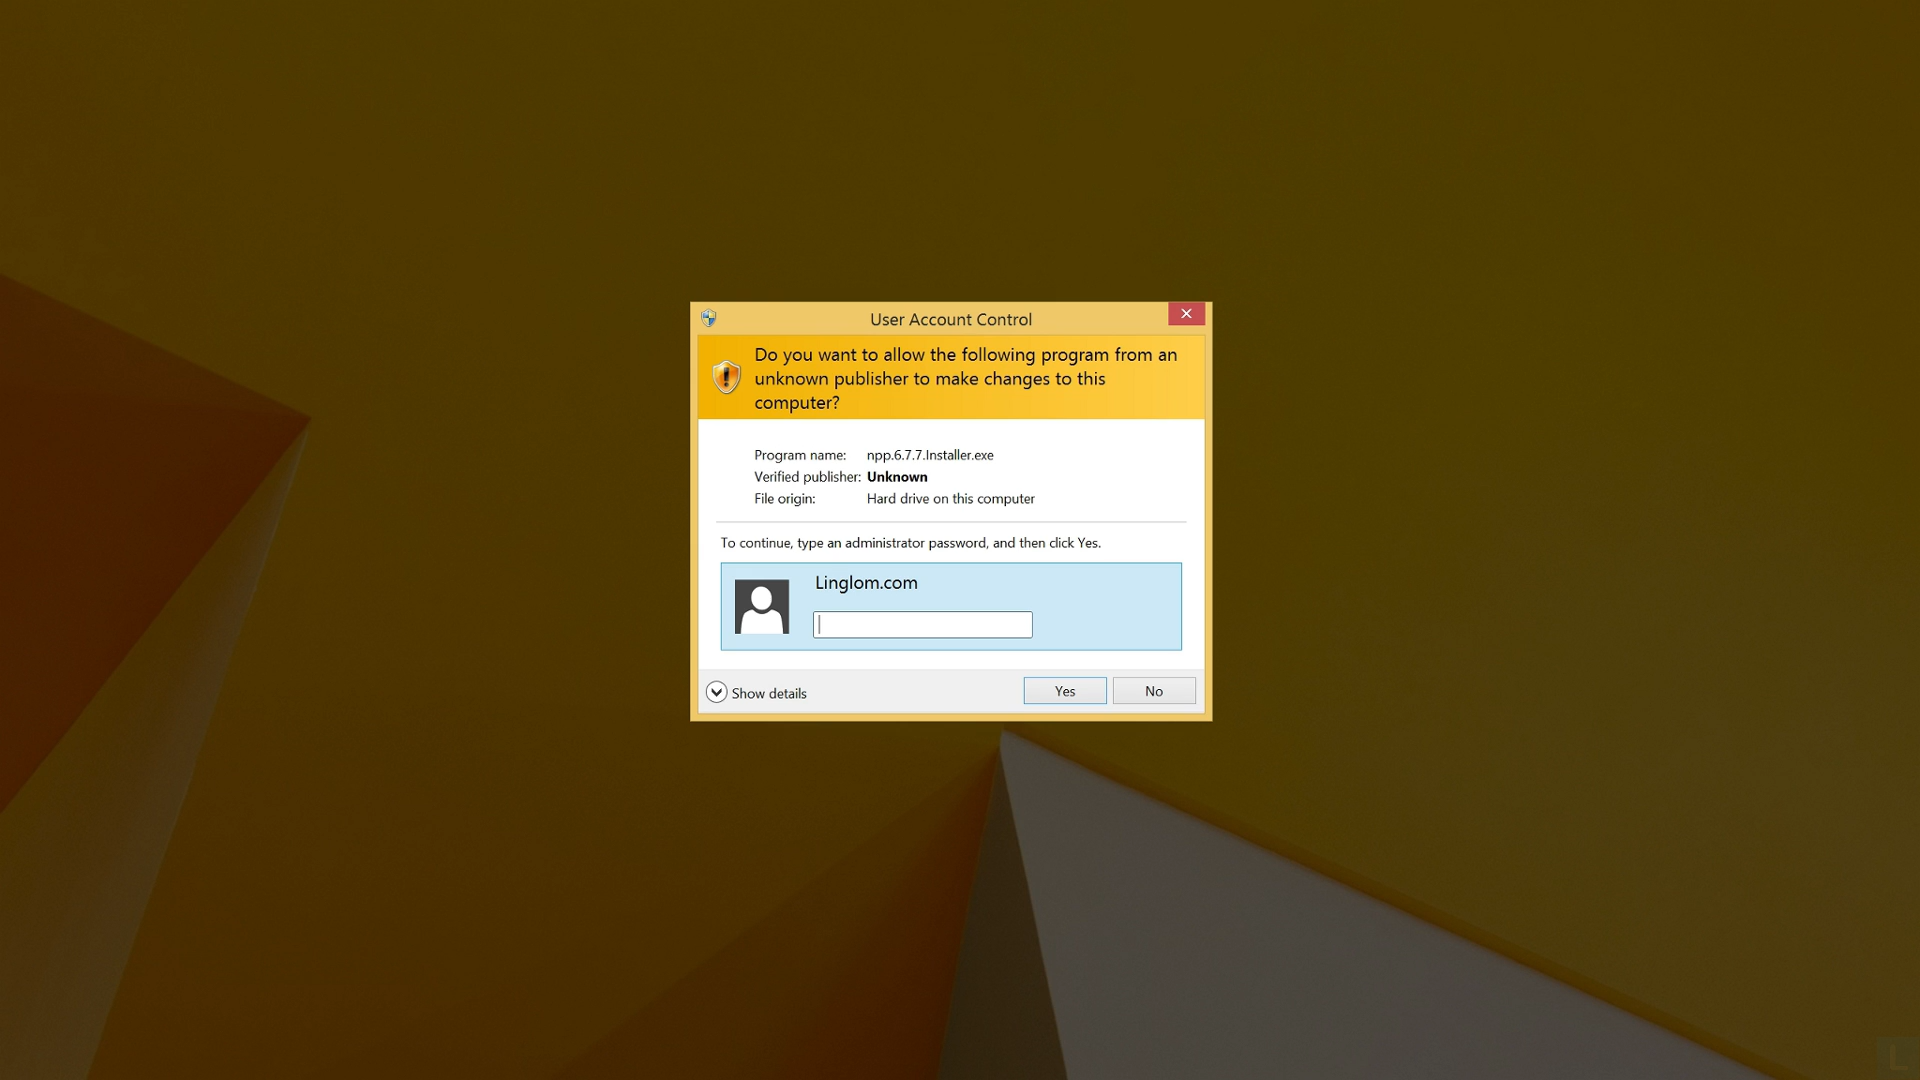 User Account Control
Do you want to allow the following program from an
unknown publisher to make changes to this
computer?
Program name: npp.6.7.7.Installer.exe
Verified publisher: Unknown
File origin: Hard drive on this computer
To continue, type an administrator password, and then click Yes.
Linglom.com
Show details
Yes
No
L